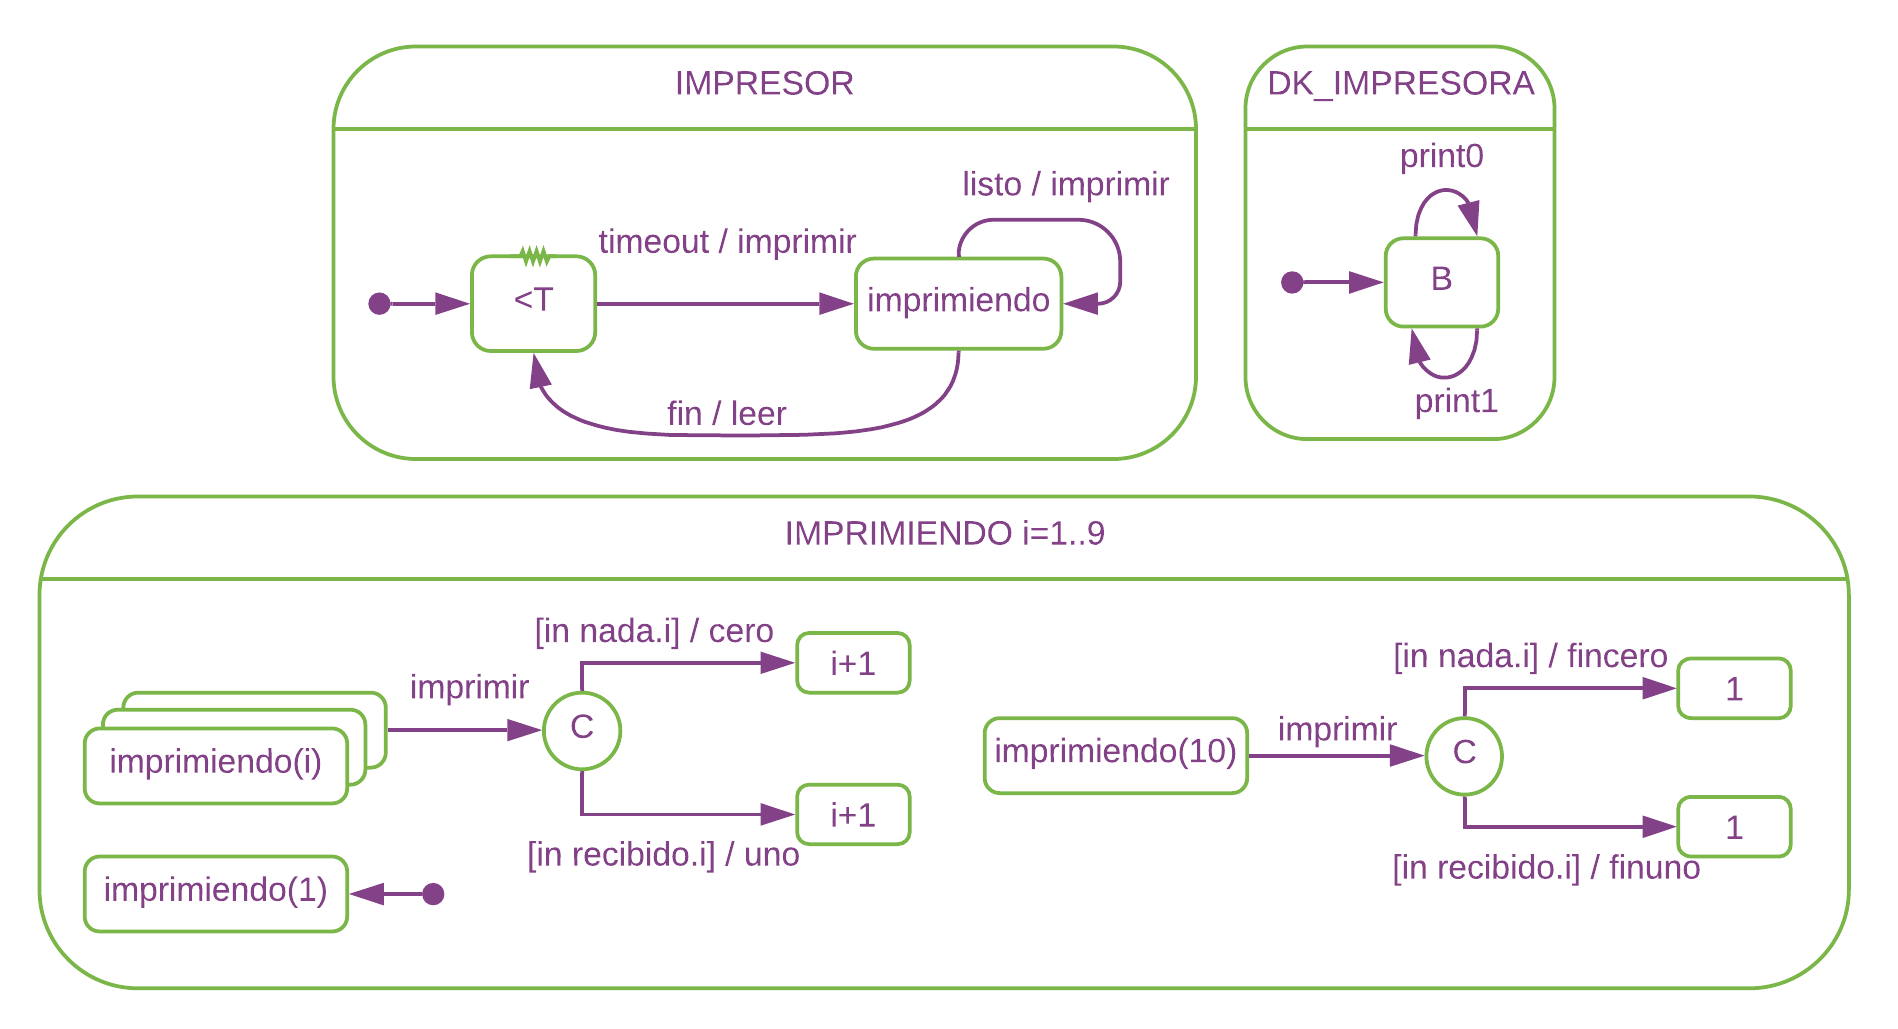 IMPRESOR
listo / imprimir
timeout / imprimir
<T
imprimiendo
fin / leer
DK_IMPRESORA
print0
B
print1
IMPRIMIENDO i=1..9
[in nada.i] / cero
i+1
imprimir
C
imprimiendo(i)
i+1
[in recibido.i] / uno
imprimiendo(1)
[in nada.i] / fincero
1
imprimir
imprimiendo(10)
C
1
[in recibido.i] / finuno